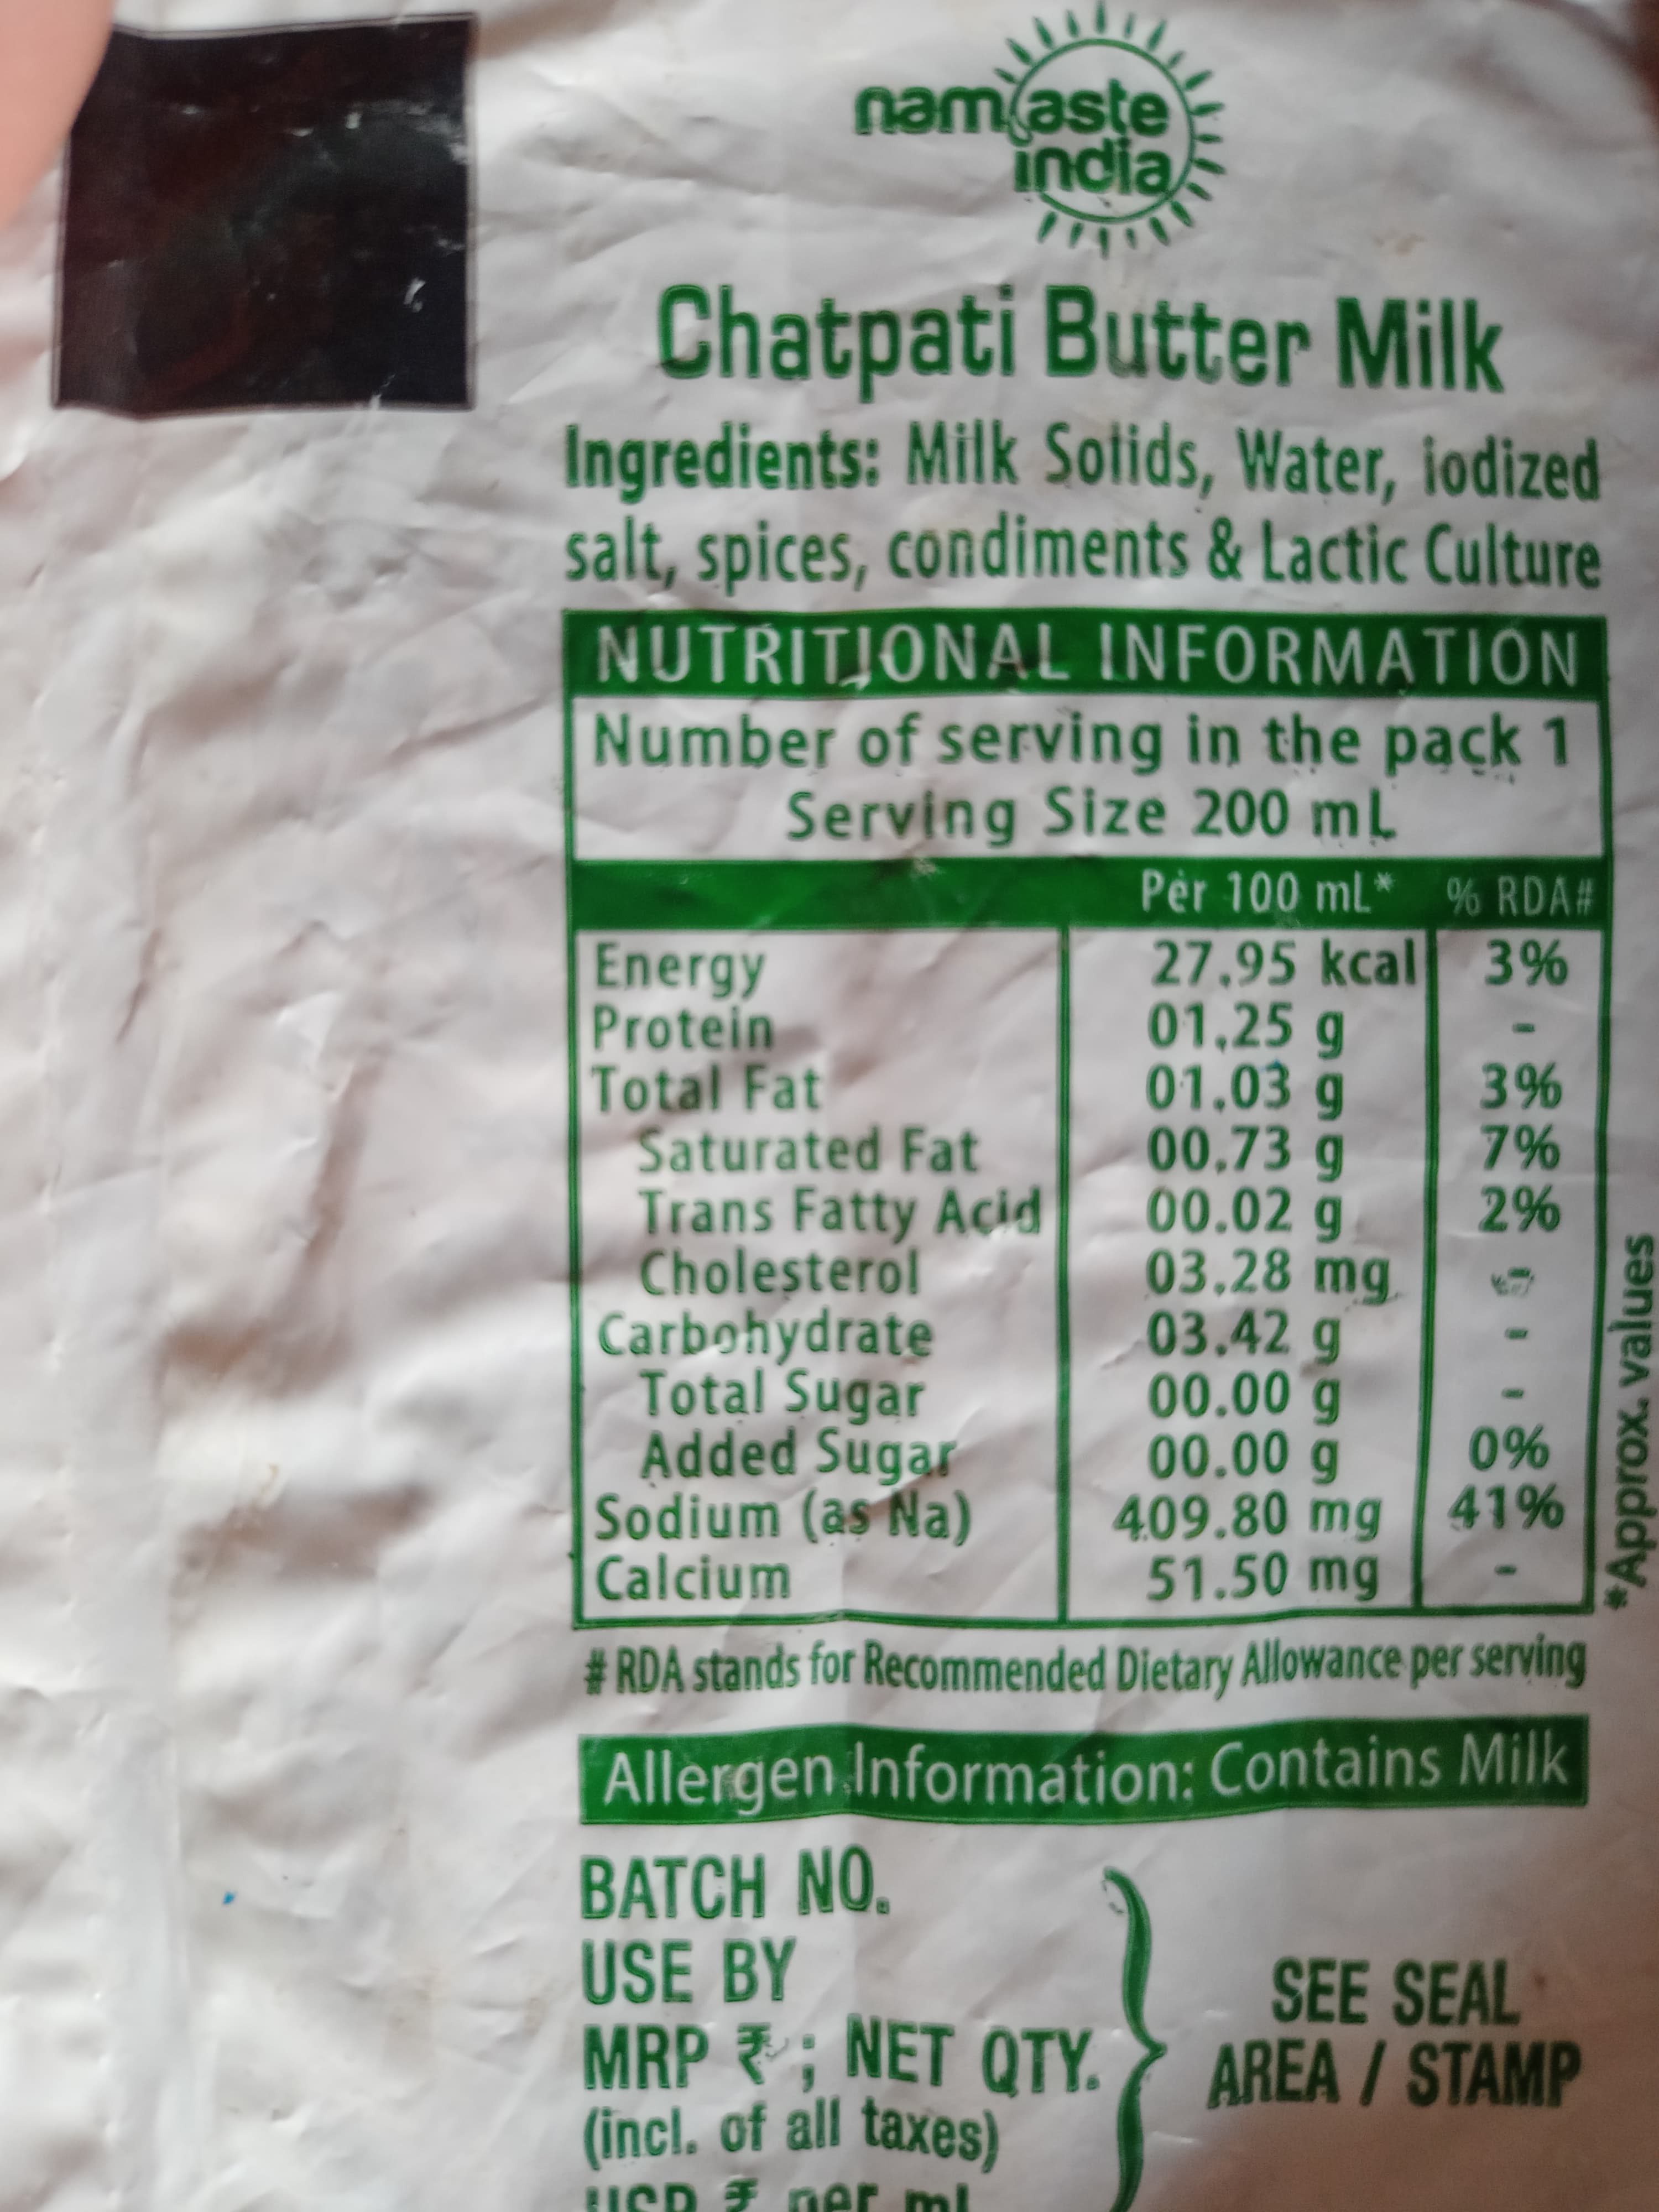 namaste
india
Chatpati Butter Milk
Ingredients: Milk Solids, Water, iodized
salt, spices, condiments & Lactic Culture
NUTRITIONAL INFORMATION
Number of serving in the pack 1
Serving Size 200 mL
Per 100 mL* % RDA#
Energy 27.95 kcal 3%
Protein 01.25 g -
Total Fat 01.03 g 3%
Saturated Fat 00.73 g 7%
Trans Fatty Acid 00.02 g 2%
Cholesterol 03.28 mg -
Carbohydrate 03.42 g -
Total Sugar 00.00 g -
Added Sugar 00.00 g 0%
Sodium (as Na) 409.80 mg 41%
Calcium 51.50 mg -
*Approx. values
# RDA stands for Recommended Dietary Allowance per serving
Allergen Information: Contains Milk
BATCH NO.
USE BY
MRP ₹ ; NET QTY.
(incl. of all taxes)
USP ₹ per ml
SEE SEAL
AREA / STAMP